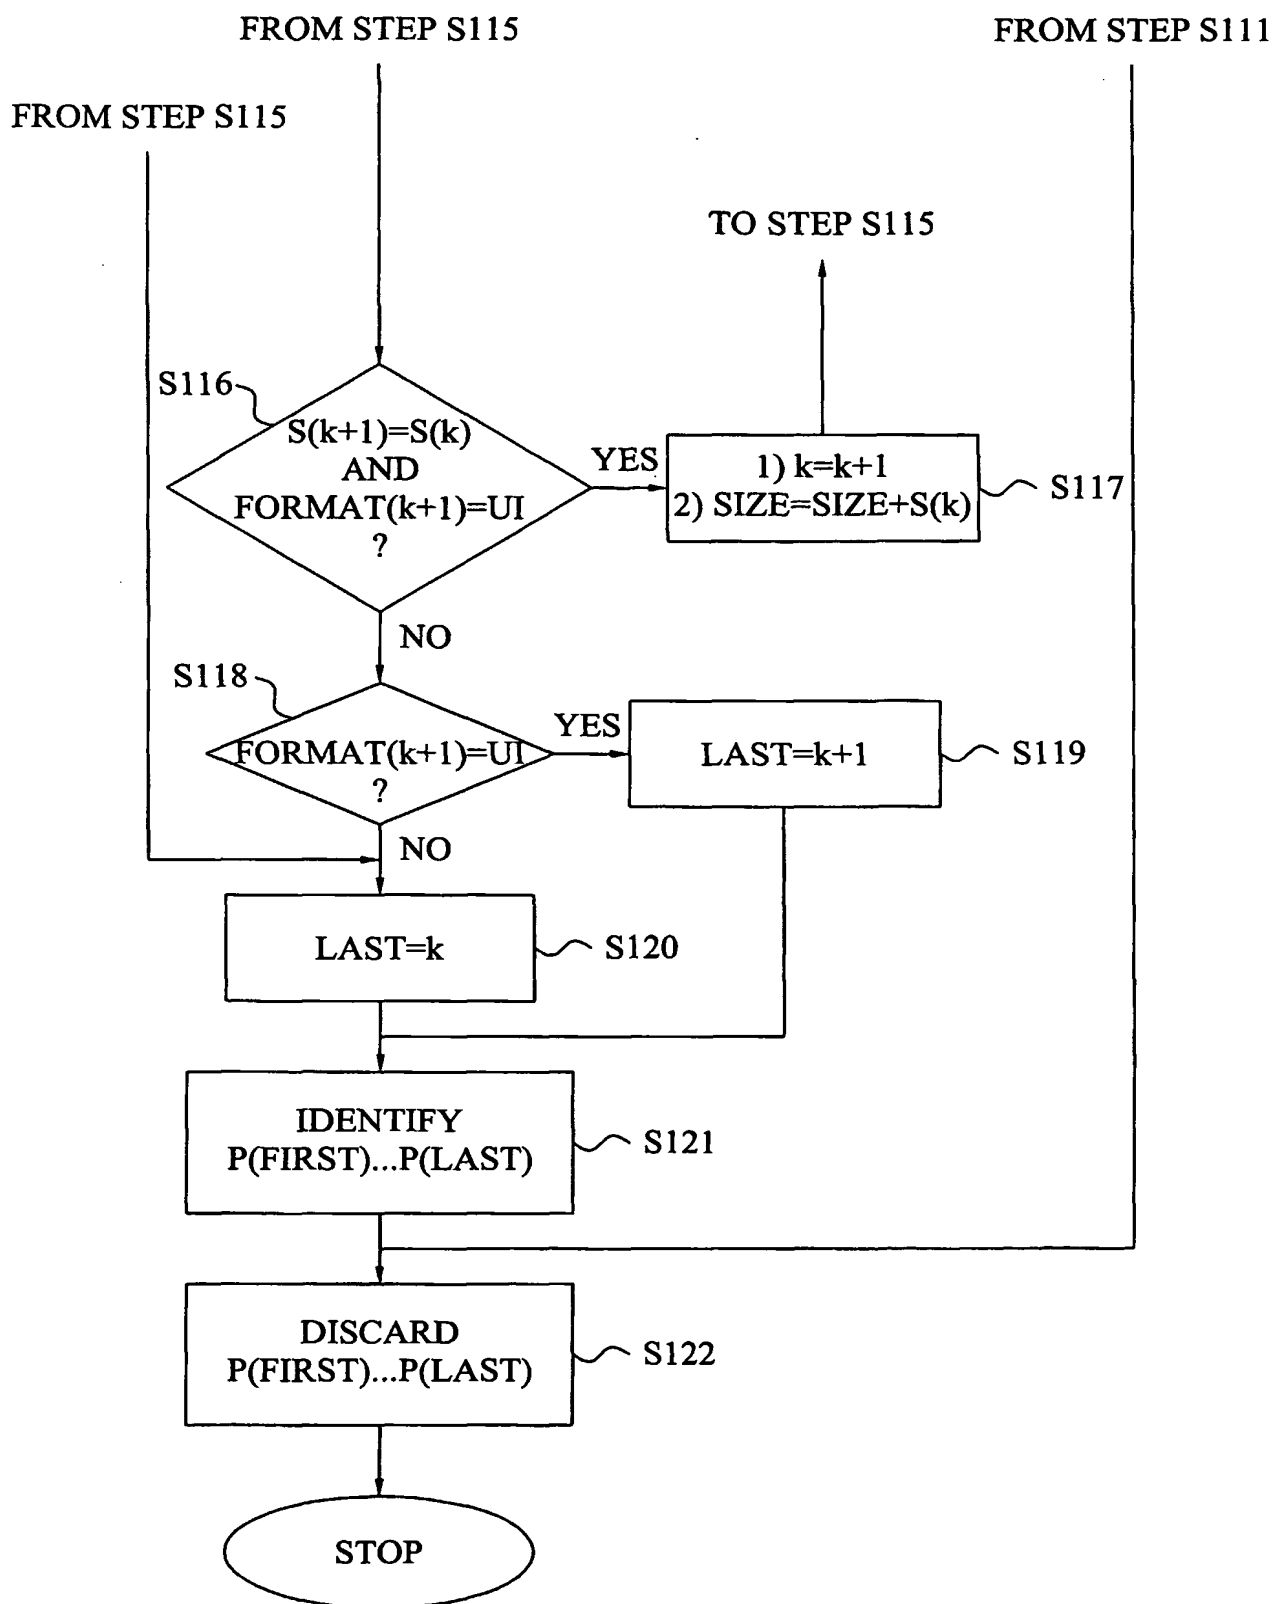 FROM STEP S115
FROM STEP S111
FROM STEP S115
TO STEP S115
S116
S(k+1)=S(k)
AND
FORMAT(k+1)=UI
?
YES
1) k=k+1
2) SIZE=SIZE+S(k)
S117
NO
S118
FORMAT(k+1)=UI
?
YES
LAST=k+1
S119
NO
LAST=k
S120
IDENTIFY
P(FIRST)...P(LAST)
S121
DISCARD
P(FIRST)...P(LAST)
S122
STOP